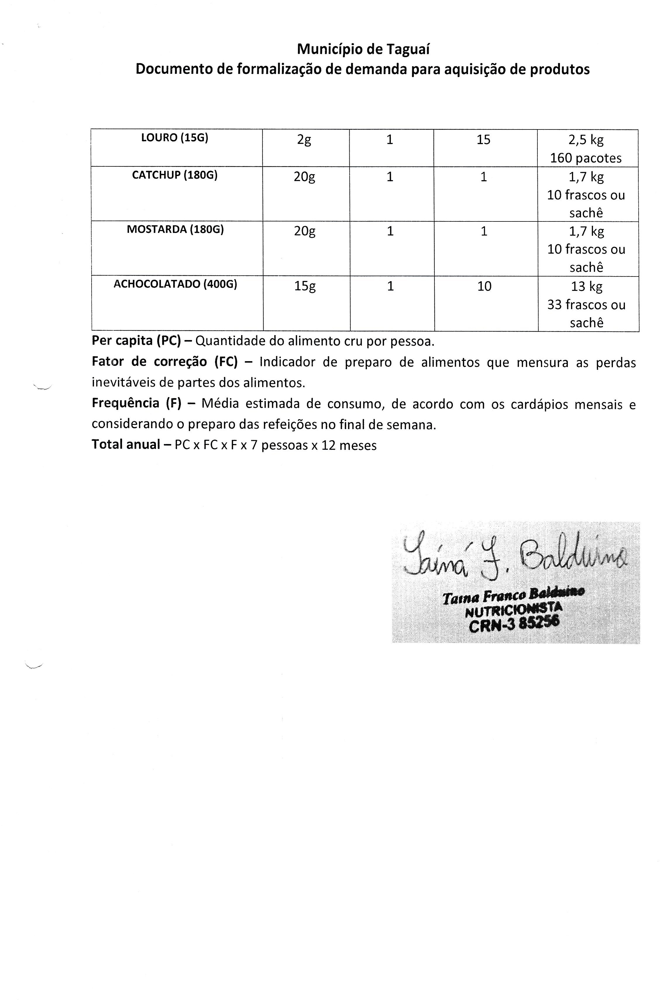 Município de Taguaí
Documento de formalização de demanda para aquisição de produtos
LOURO (15G) 2g 1 15 2,5 kg
160 pacotes
CATCHUP (180G) 20g 1 1 1,7 kg
10 frascos ou
sachê
MOSTARDA (180G) 20g 1 1 1,7 kg
10 frascos ou
sachê
ACHOCOLATADO (400G) 15g 1 10 13 kg
33 frascos ou
sachê
Per capita (PC) – Quantidade do alimento cru por pessoa.
Fator de correção (FC) – Indicador de preparo de alimentos que mensura as perdas
inevitáveis de partes dos alimentos.
Frequência (F) – Média estimada de consumo, de acordo com os cardápios mensais e
considerando o preparo das refeições no final de semana.
Total anual – PC x FC x F x 7 pessoas x 12 meses
Tainá F. Balduino
Taina Franco Balduino
NUTRICIONISTA
CRN-3 85256